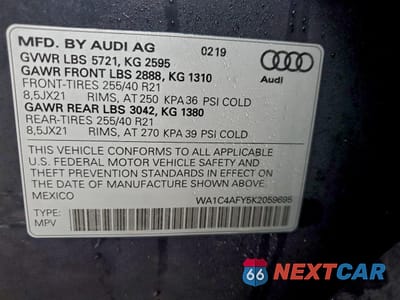 MFD. BY AUDI AG 0219
GVWR LBS 5721, KG 2595
GAWR FRONT LBS 2888, KG 1310
FRONT-TIRES 255/40 R21
8,5JX21 RIMS, AT 250 KPA 36 PSI COLD
GAWR REAR LBS 3042, KG 1380
REAR-TIRES 255/40 R21
8,5JX21 RIMS, AT 270 KPA 39 PSI COLD
Audi
THIS VEHICLE CONFORMS TO ALL APPLICABLE
U.S. FEDERAL MOTOR VEHICLE SAFETY AND
THEFT PREVENTION STANDARDS IN EFFECT ON
THE DATE OF MANUFACTURE SHOWN ABOVE.
MEXICO WA1C4AFY5K2059695
TYPE:
MPV
66 NEXTCAR